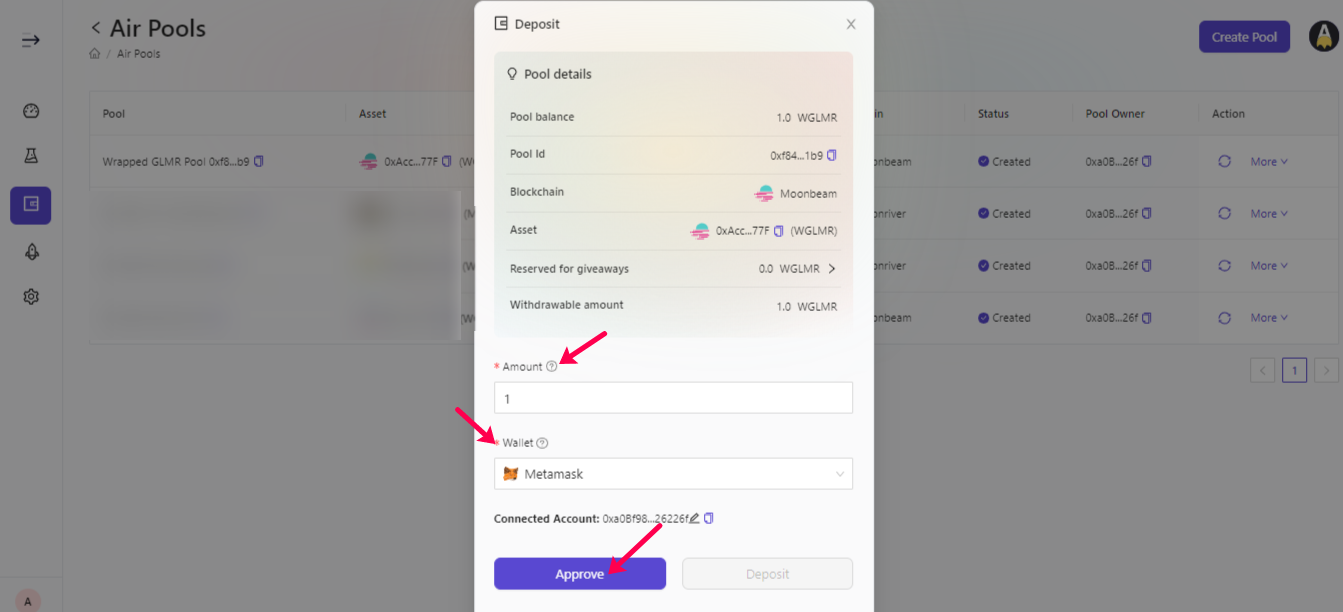 Air Pools
/ Air Pools
Create Pool
Pool
Asset
in
Status
Pool Owner
Action
Wrapped GLMR Pool 0xf8...b9
0xAcc...77F
(W
onbeam
Created
0xa0B...26f
More
(M
onriver
Created
0xa0B...26f
More
(W
onriver
Created
0xa0B...26f
More
(W
onbeam
Created
0xa0B...26f
More
1
A
Deposit
Pool details
Pool balance
1.0 WGLMR
Pool Id
0xf84...1b9
Blockchain
Moonbeam
Asset
0xAcc...77F (WGLMR)
Reserved for giveaways
0.0 WGLMR
Withdrawable amount
1.0 WGLMR
* Amount
1
* Wallet
Metamask
Connected Account: 0xa0Bf98...26226f
Approve
Deposit